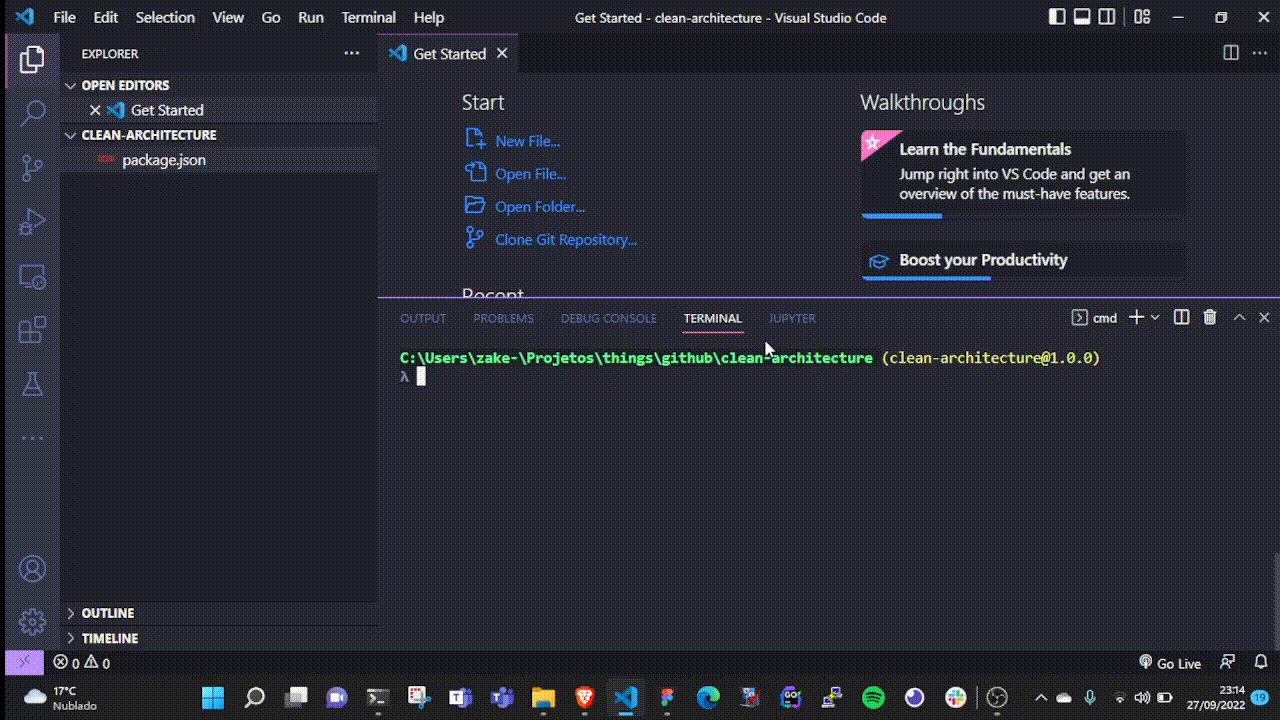 File Edit Selection View Go Run Terminal Help
Get Started - clean-architecture - Visual Studio Code
EXPLORER
OPEN EDITORS
Get Started
CLEAN-ARCHITECTURE
package.json
OUTLINE
TIMELINE
Get Started
Start
New File...
Open File...
Open Folder...
Clone Git Repository...
Recent
Walkthroughs
Learn the Fundamentals
Jump right into VS Code and get an
overview of the must-have features.
Boost your Productivity
OUTPUT PROBLEMS DEBUG CONSOLE TERMINAL JUPYTER
cmd
C:\Users\zake-\Projetos\things\github\clean-architecture (clean-architecture@1.0.0)
λ
0 0
Go Live
17°C
Nublado
23:14
27/09/2022
19